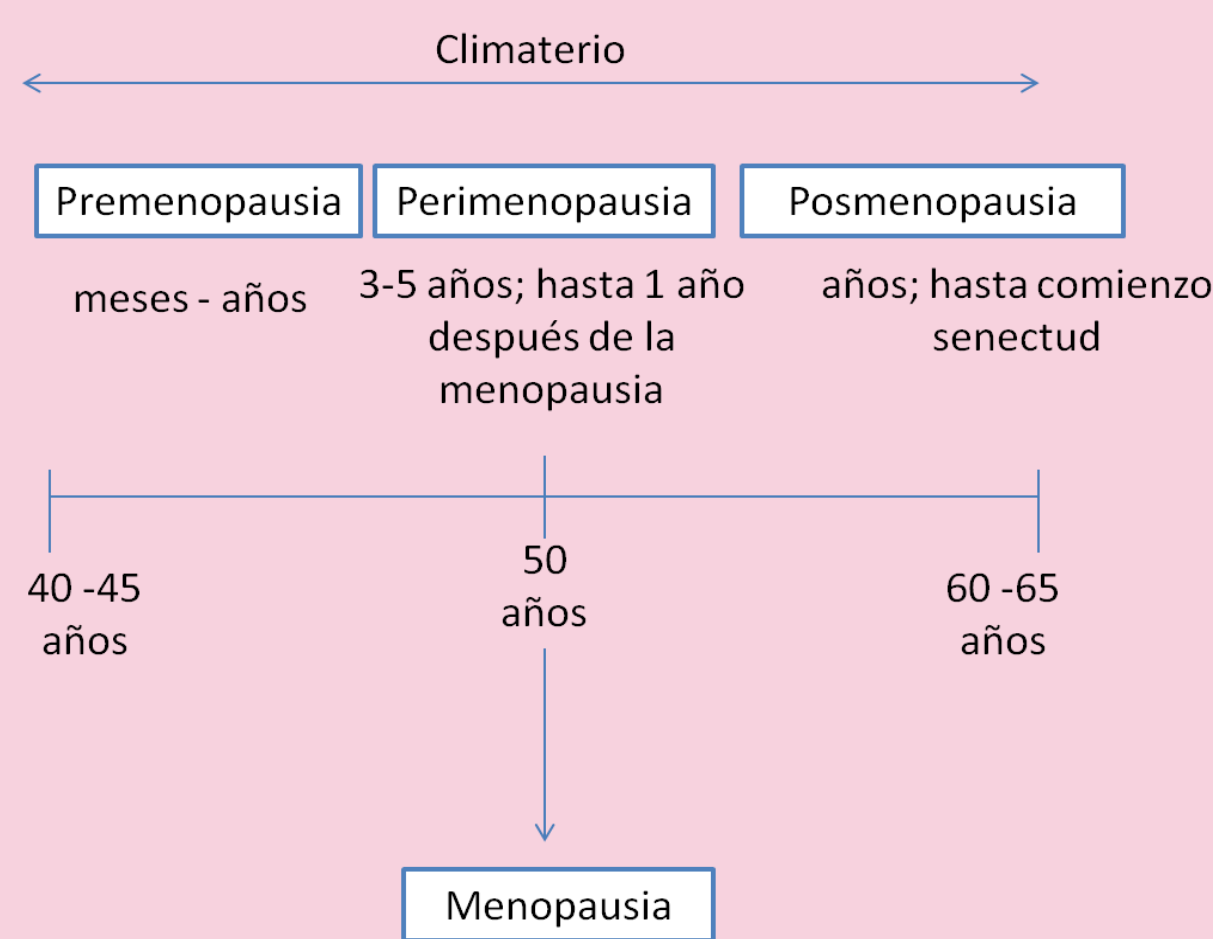 Climaterio
Premenopausia
Perimenopausia
Posmenopausia
meses - años
3-5 años; hasta 1 año
después de la
menopausia
años; hasta comienzo
senectud
40 -45
años
50
años
60 -65
años
Menopausia